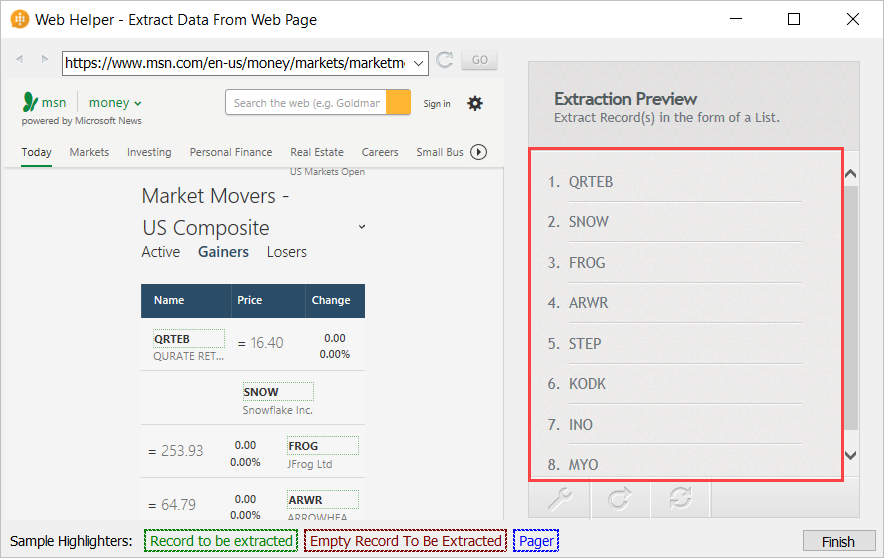 Web Helper - Extract Data From Web Page
https://www.msn.com/en-us/money/markets/marketm
GO
msn money
powered by Microsoft News
Search the web (e.g. Goldmar
Sign in
Today Markets Investing Personal Finance Real Estate Careers Small Bus
US Markets Open
Market Movers -
US Composite
Active Gainers Losers
Name Price Change
QRTEB = 16.40 0.00
QURATE RET... 0.00%
SNOW
Snowflake Inc.
= 253.93 0.00 FROG
0.00% JFrog Ltd
= 64.79 0.00 ARWR
0.00% ARROWHEA
Extraction Preview
Extract Record(s) in the form of a List.
1. QRTEB
2. SNOW
3. FROG
4. ARWR
5. STEP
6. KODK
7. INO
8. MYO
Sample Highlighters: Record to be extracted Empty Record To Be Extracted Pager
Finish